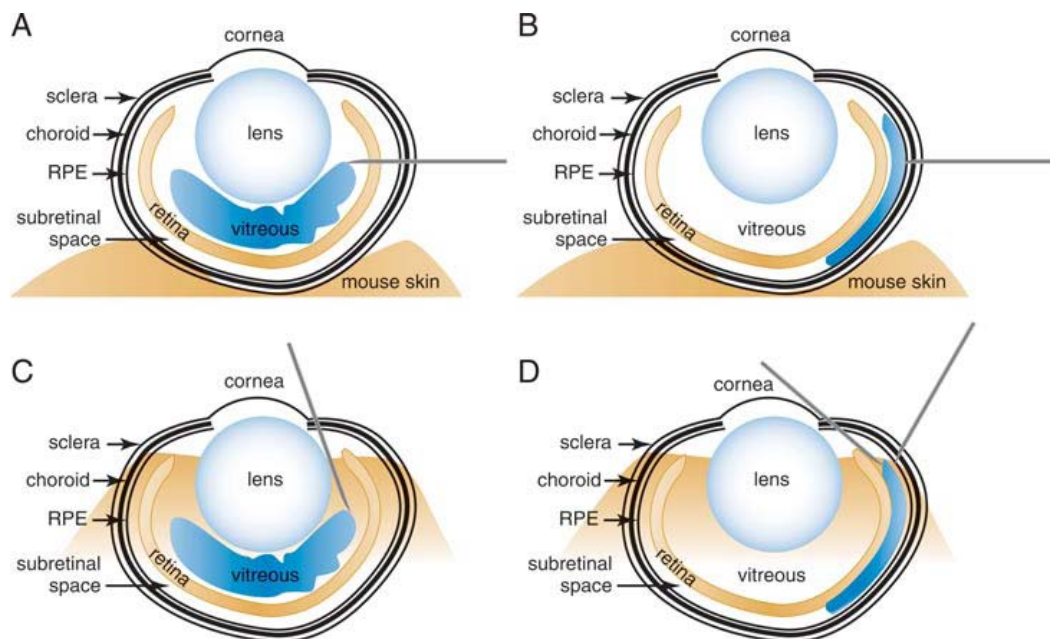 A
cornea
sclera
choroid
RPE
subretinal
space
retina
lens
vitreous
mouse skin
B
cornea
sclera
choroid
RPE
subretinal
space
retina
lens
vitreous
mouse skin
C
cornea
sclera
choroid
RPE
subretinal
space
retina
lens
vitreous
D
cornea
sclera
choroid
RPE
subretinal
space
retina
lens
vitreous